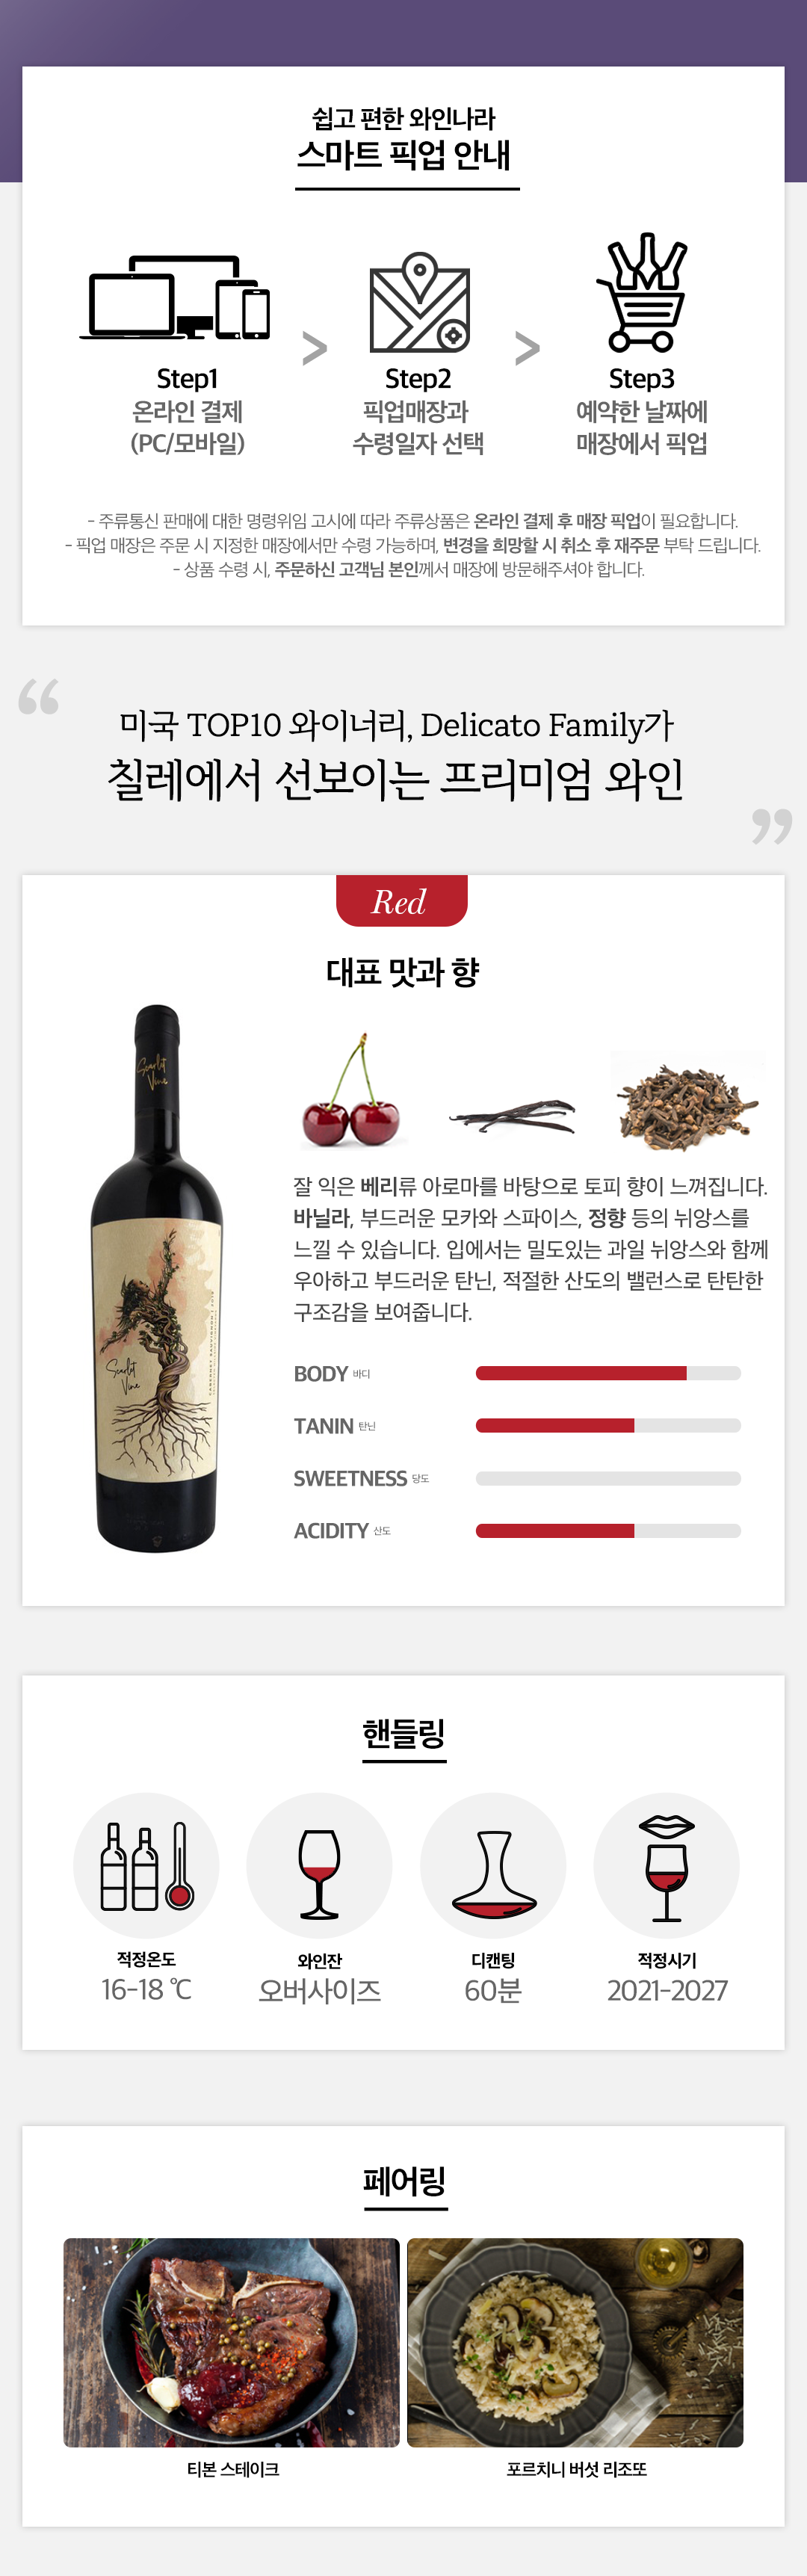 쉽고 편한 와인나라
스마트 픽업 안내
Step1
온라인 결제
(PC/모바일)
>
Step2
픽업매장과
수령일자 선택
>
Step3
예약한 날짜에
매장에서 픽업
- 주류통신 판매에 대한 명령위임 고시에 따라 주류상품은 온라인 결제 후 매장 픽업이 필요합니다.
- 픽업 매장은 주문 시 지정한 매장에서만 수령 가능하며, 변경을 희망할 시 취소 후 재주문 부탁 드립니다.
- 상품 수령 시, 주문하신 고객님 본인께서 매장에 방문해주셔야 합니다.
“
미국 TOP10 와이너리, Delicato Family가
칠레에서 선보이는 프리미엄 와인
”
Red
대표 맛과 향
Scarlet
Vine
Scarlet
Vine
CABERNET SAUVIGNON
잘 익은 베리류 아로마를 바탕으로 토피 향이 느껴집니다.
바닐라, 부드러운 모카와 스파이스, 정향 등의 뉘앙스를
느낄 수 있습니다. 입에서는 밀도있는 과일 뉘앙스와 함께
우아하고 부드러운 탄닌, 적절한 산도의 밸런스로 탄탄한
구조감을 보여줍니다.
BODY 바디
TANIN 탄닌
SWEETNESS 당도
ACIDITY 산도
핸들링
적정온도
16-18 ℃
와인잔
오버사이즈
디캔팅
60분
적정시기
2021-2027
페어링
티본 스테이크
포르치니 버섯 리조또